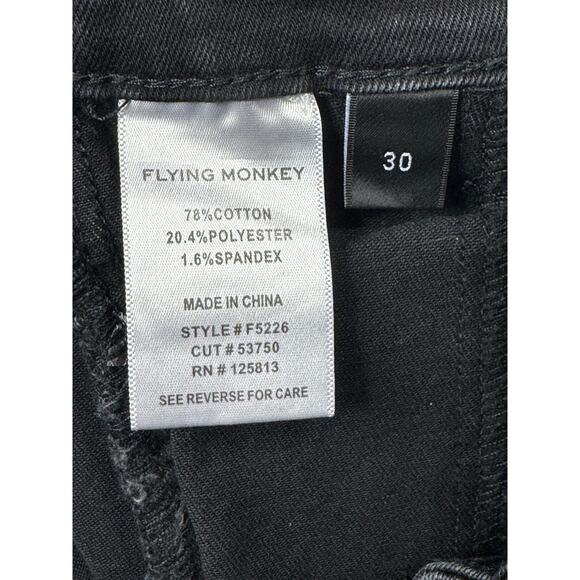 FLYING MONKEY
78%COTTON
20.4%POLYESTER
1.6%SPANDEX
MADE IN CHINA
STYLE # F5226
CUT # 53750
RN # 125813
SEE REVERSE FOR CARE
30